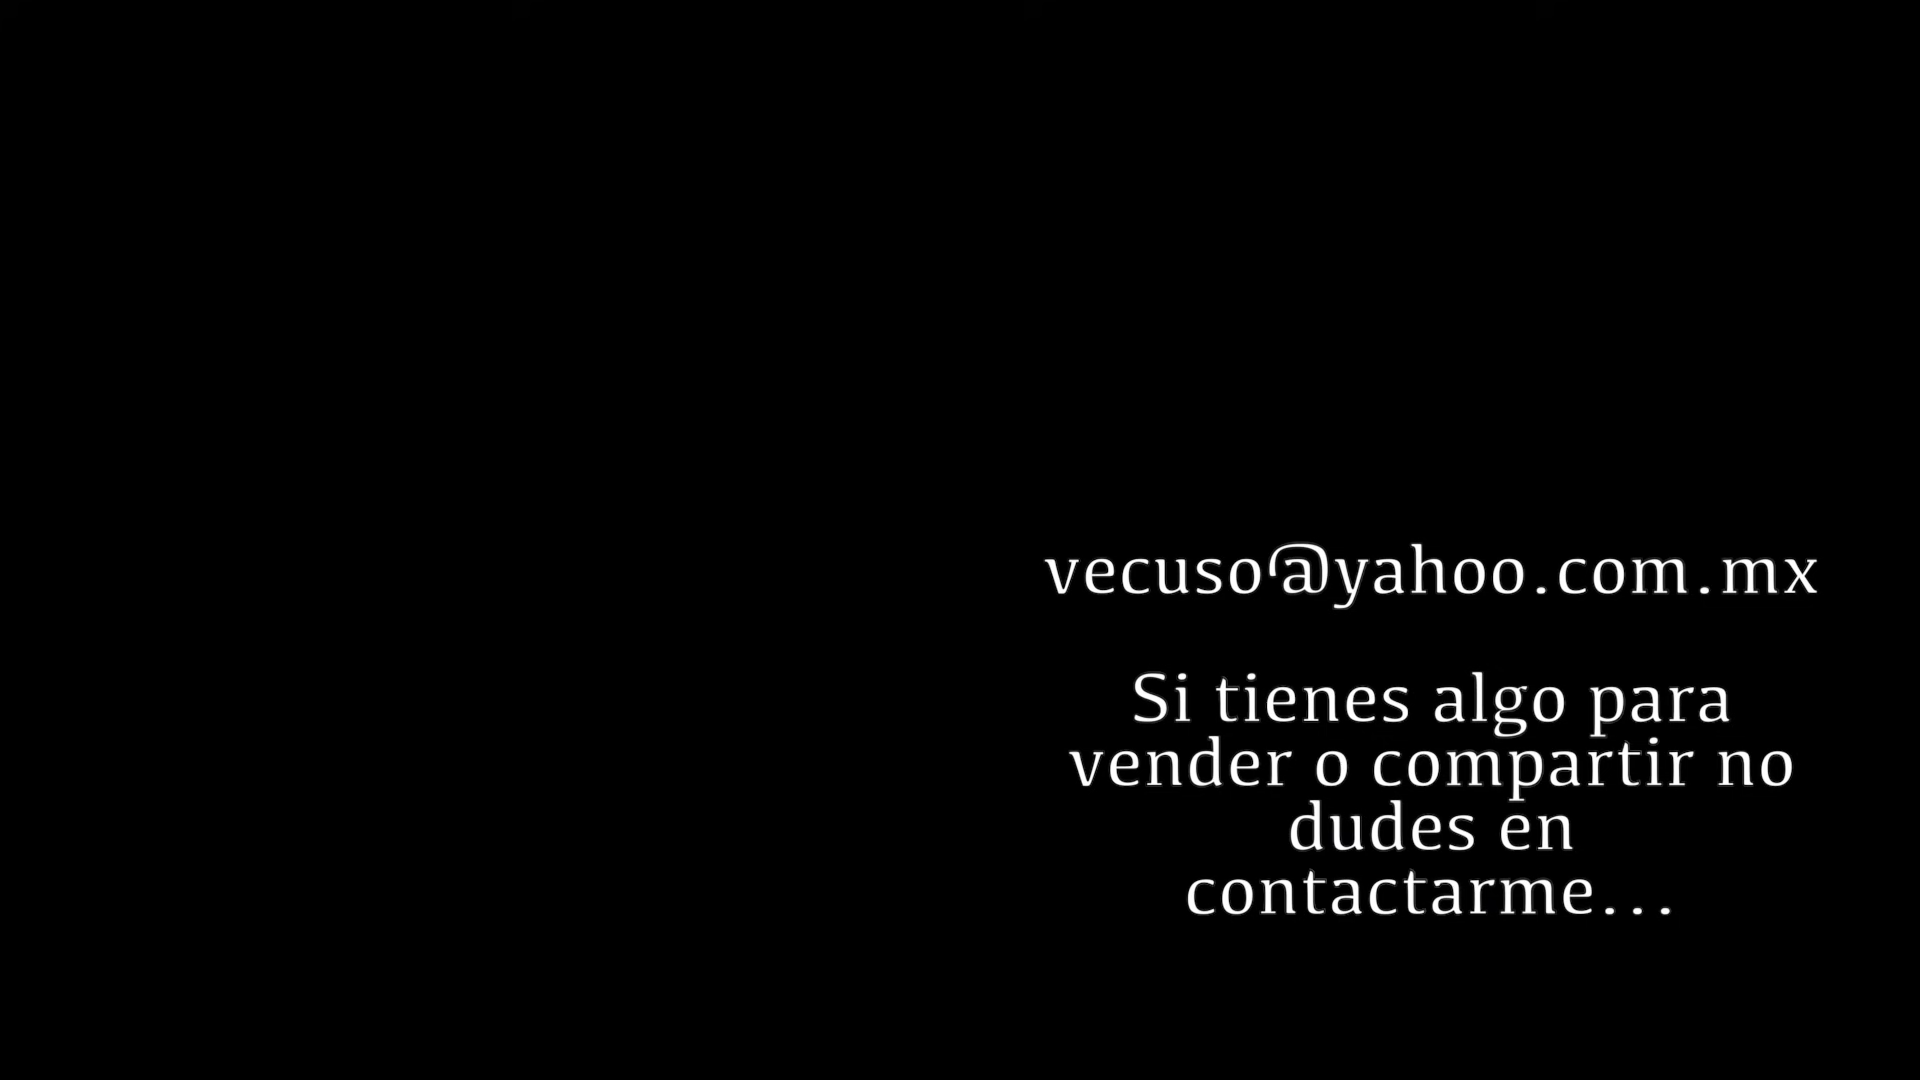 vecuso@yahoo.com.mx
Si tienes algo para
vender o compartir no
dudes en
contactarme...